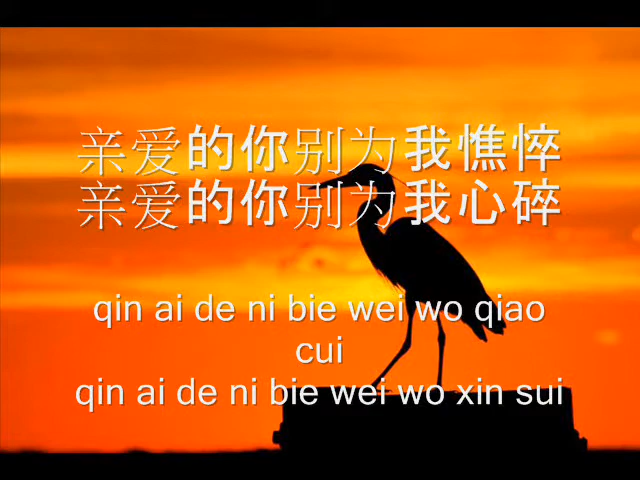 亲爱的你别为我憔悴
亲爱的你别为我心碎
qin ai de ni bie wei wo qiao
cui
qin ai de ni bie wei wo xin sui